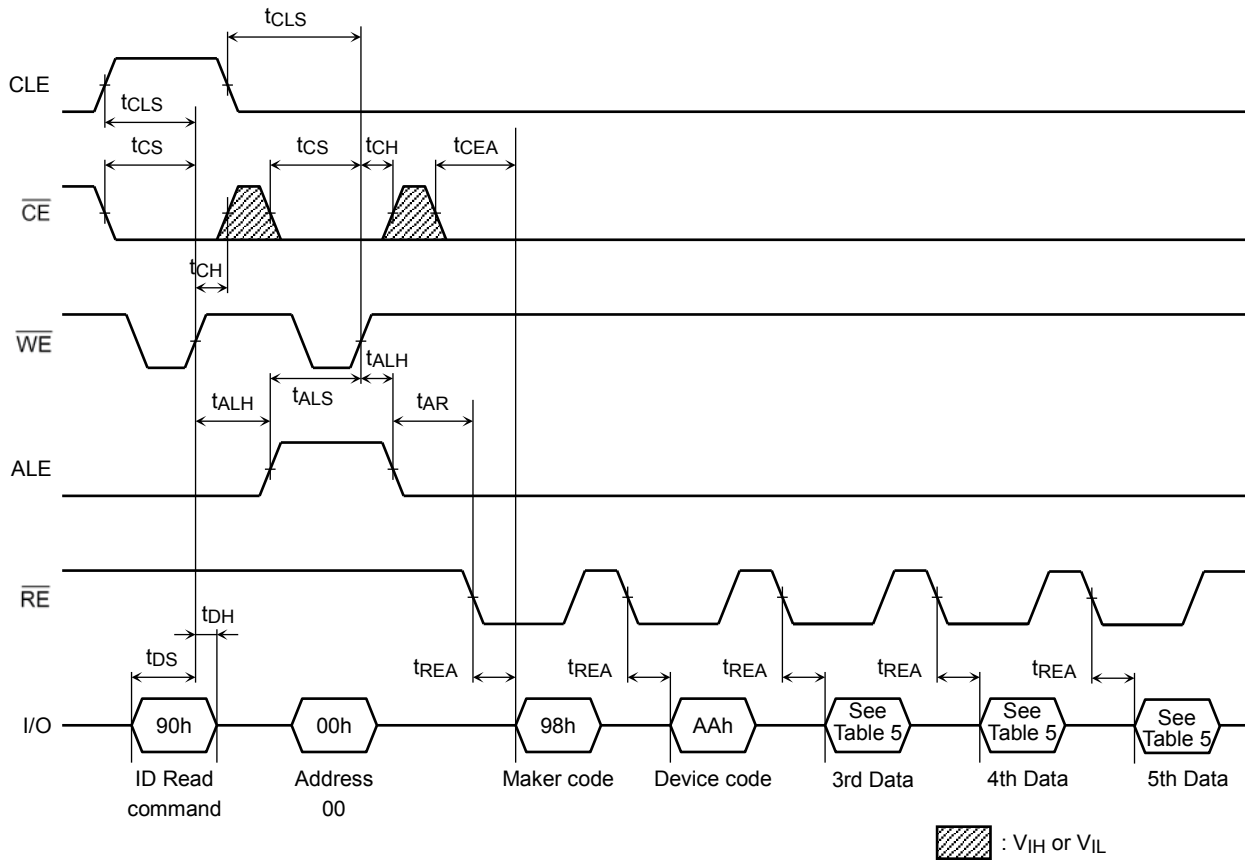 tCLS
CLE
tCLS
tCS tCS tCH tCEA
CE
tCH
WE
tALH
tALH tALS tAR
ALE
RE
tDH
tDS tREA tREA tREA tREA tREA
I/O 90h 00h 98h AAh See Table 5 See Table 5 See Table 5
ID Read command Address 00 Maker code Device code 3rd Data 4th Data 5th Data
: VIH or VIL